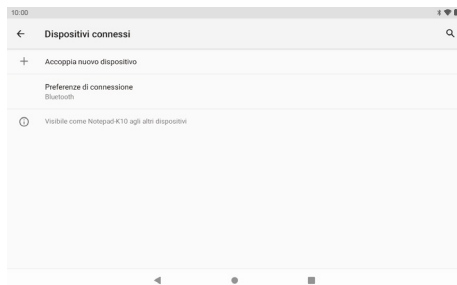 10:00
Dispositivi connessi
Accoppia nuovo dispositivo
Preferenze di connessione
Bluetooth
Visibile come Notepad-K10 agli altri dispositivi